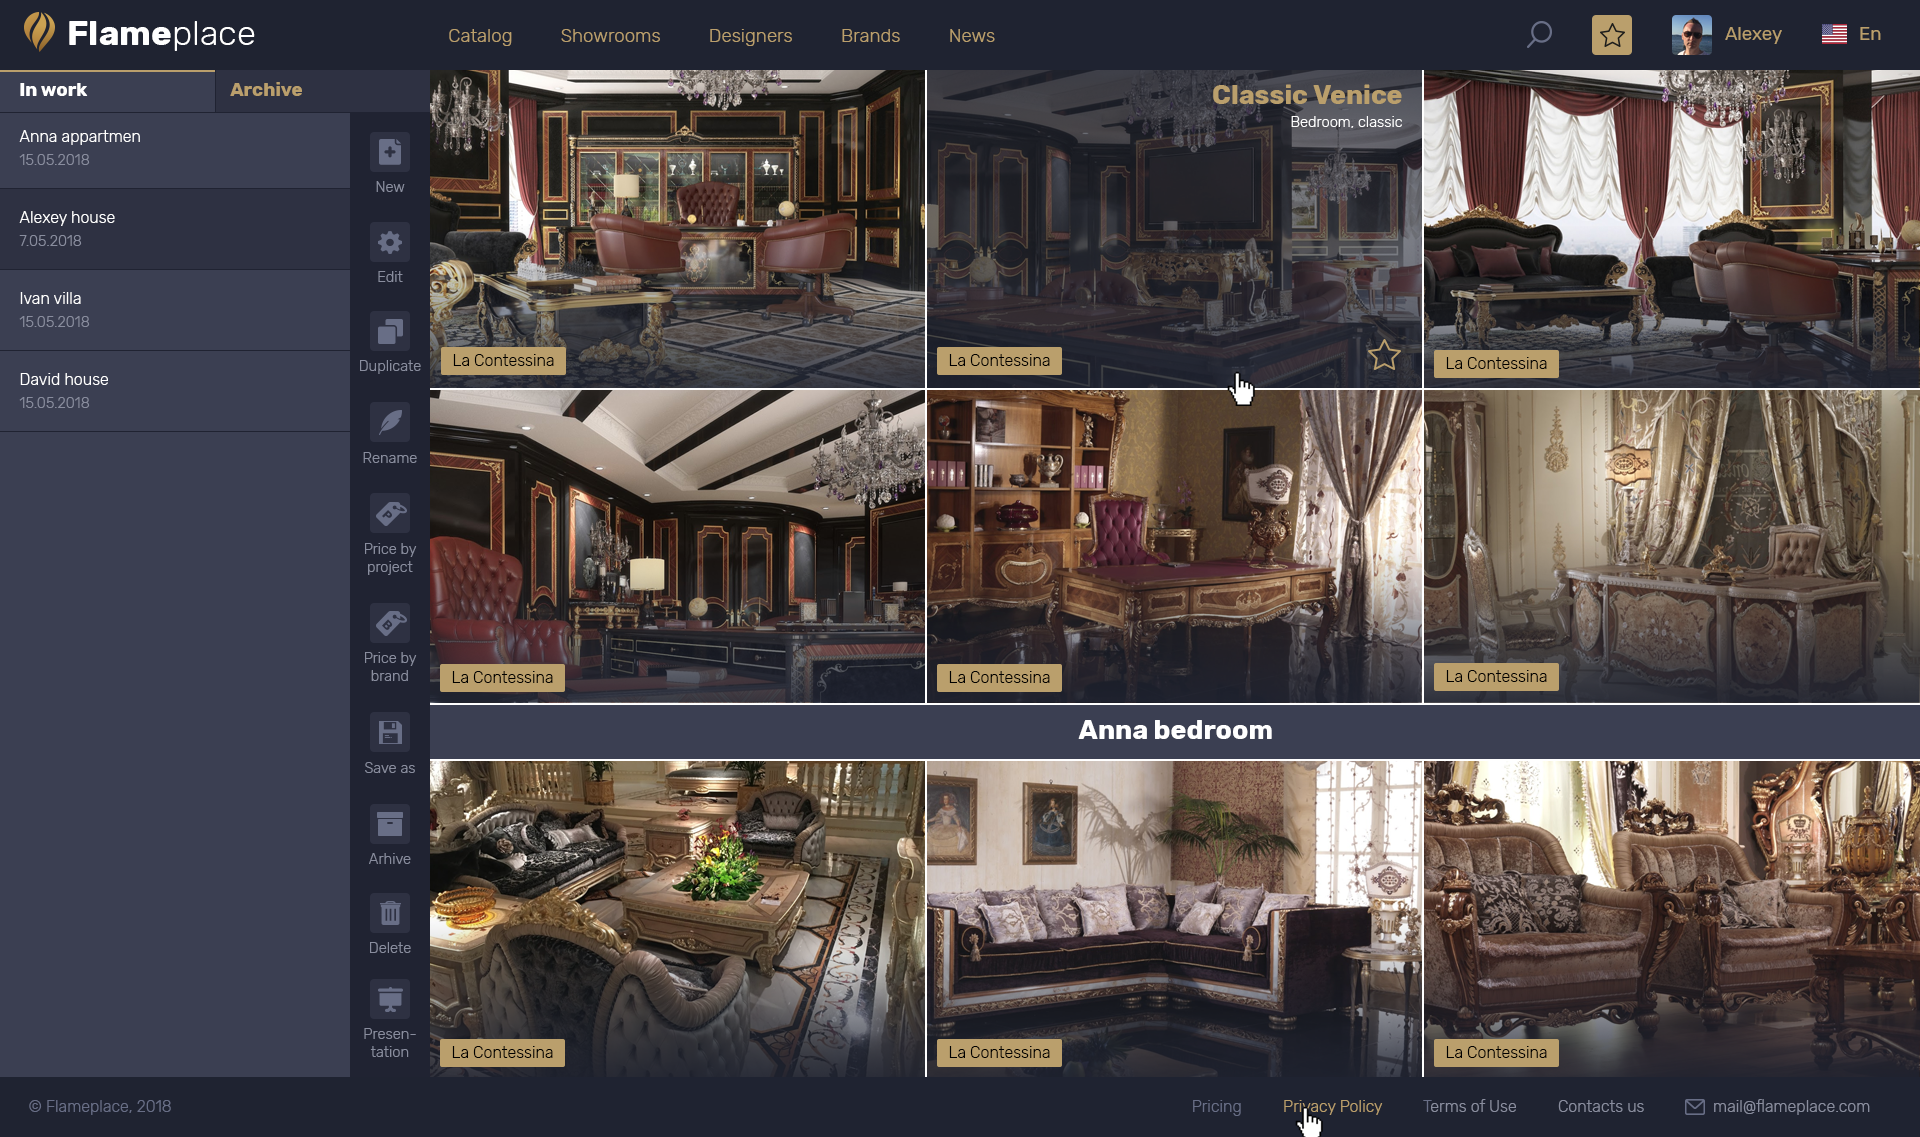 Flameplace
Catalog
Showrooms
Designers
Brands
News
Alexey
En
In work
Archive
Anna appartmen
15.05.2018
Alexey house
7.05.2018
Ivan villa
15.05.2018
David house
15.05.2018
New
Edit
Duplicate
Rename
Price by
project
Price by
brand
Save as
Arhive
Delete
Presen-
tation
La Contessina
Classic Venice
Bedroom, classic
La Contessina
La Contessina
La Contessina
La Contessina
La Contessina
Anna bedroom
La Contessina
La Contessina
La Contessina
© Flameplace, 2018
Pricing
Privacy Policy
Terms of Use
Contacts us
mail@flameplace.com